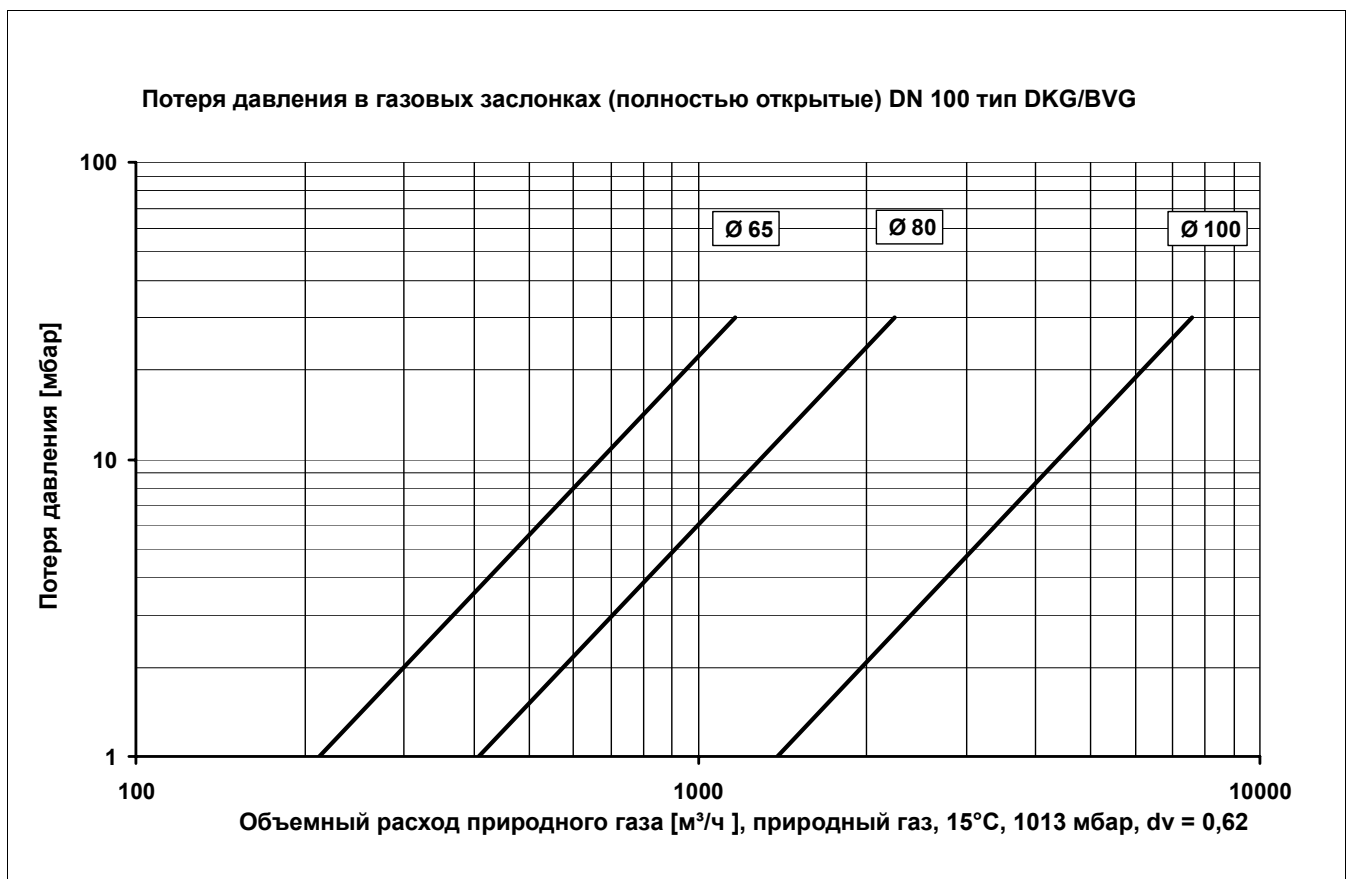 Потеря давления в газовых заслонках (полностью открытые) DN 100 тип DKG/BVG
100
Ø 65
Ø 80
Ø 100
Потеря давления [мбар]
10
1
100
1000
10000
Объемный расход природного газа [м³/ч ], природный газ, 15°C, 1013 мбар, dv = 0,62